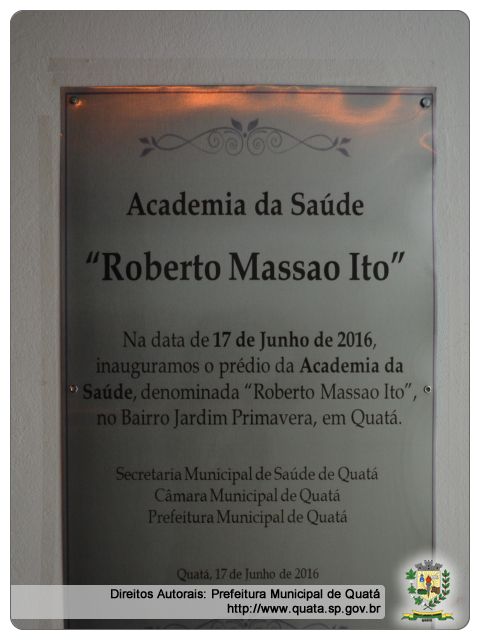 Academia da Saúde
“Roberto Massao Ito”
Na data de 17 de Junho de 2016,
inauguramos o prédio da Academia da
Saúde, denominada “Roberto Massao Ito”,
no Bairro Jardim Primavera, em Quatá.
Secretaria Municipal de Saúde de Quatá
Câmara Municipal de Quatá
Prefeitura Municipal de Quatá
Quatá, 17 de Junho de 2016
Direitos Autorais: Prefeitura Municipal de Quatá
http://www.quata.sp.gov.br